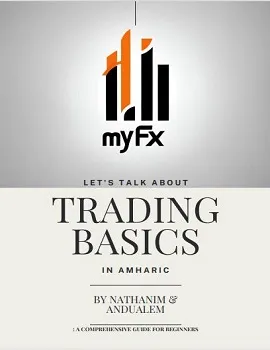 myFx
LET'S TALK ABOUT
TRADING
BASICS
IN AMHARIC
BY NATHANIM &
ANDUALEM
: A COMPREHENSIVE GUIDE FOR BEGINNERS